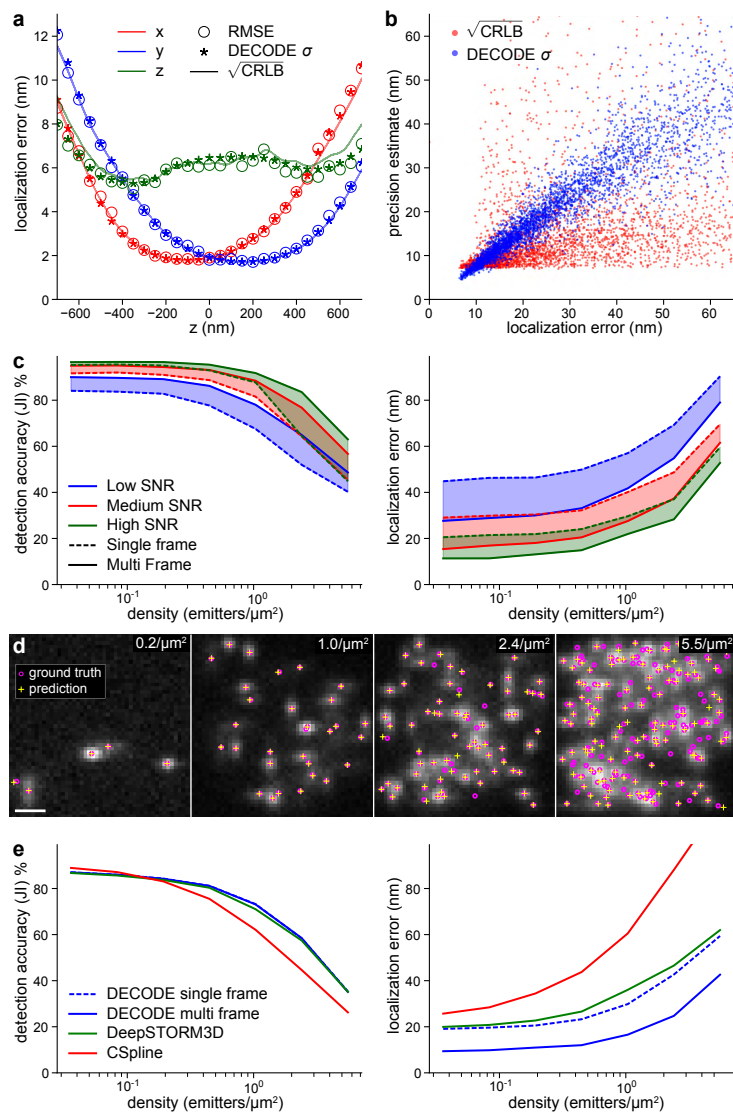 a
12
10
8
6
4
2
0
localization error (nm)
x
y
z
RMSE
DECODE σ
√CRLB
−600
−400
−200
0
200
400
600
z (nm)
b
60
50
40
30
20
10
0
precision estimate (nm)
√CRLB
DECODE σ
0
10
20
30
40
50
60
localization error (nm)
c
80
60
40
20
0
detection accuracy (JI) %
Low SNR
Medium SNR
High SNR
Single frame
Multi Frame
10⁻¹
10⁰
density (emitters/µm²)
80
60
40
20
0
localization error (nm)
10⁻¹
10⁰
density (emitters/µm²)
d
0.2/µm²
1.0/µm²
2.4/µm²
5.5/µm²
ground truth
prediction
e
80
60
40
20
0
detection accuracy (JI) %
DECODE single frame
DECODE multi frame
DeepSTORM3D
CSpline
10⁻¹
10⁰
density (emitters/µm²)
80
60
40
20
0
localization error (nm)
10⁻¹
10⁰
density (emitters/µm²)